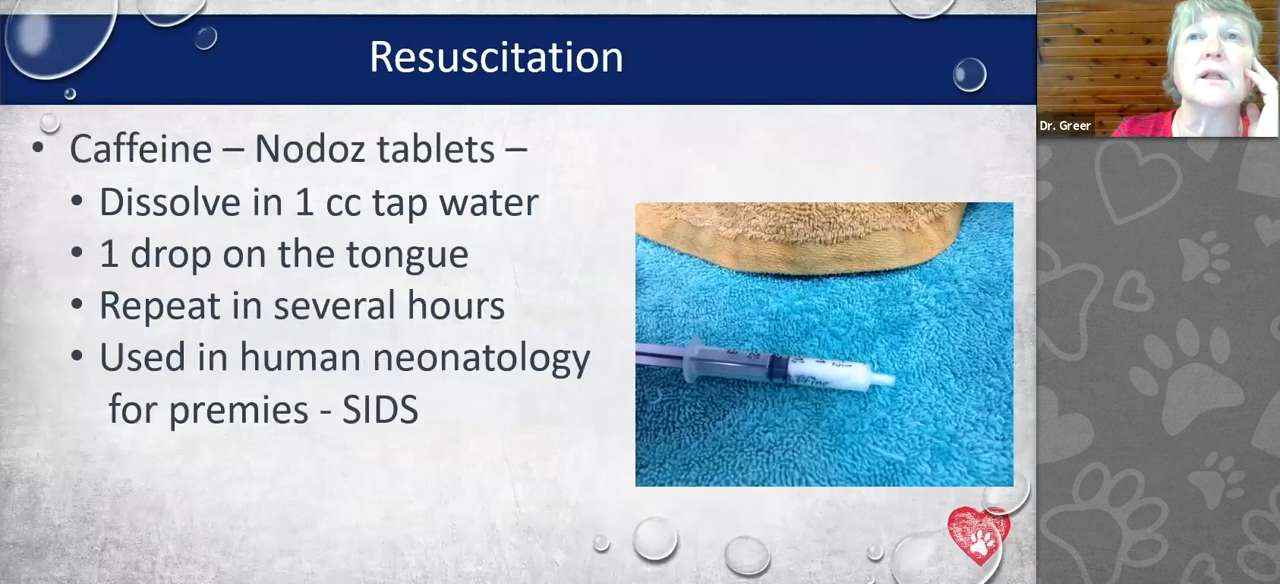 Resuscitation
Dr. Greer
• Caffeine – Nodoz tablets –
• Dissolve in 1 cc tap water
• 1 drop on the tongue
• Repeat in several hours
• Used in human neonatology
for premies - SIDS